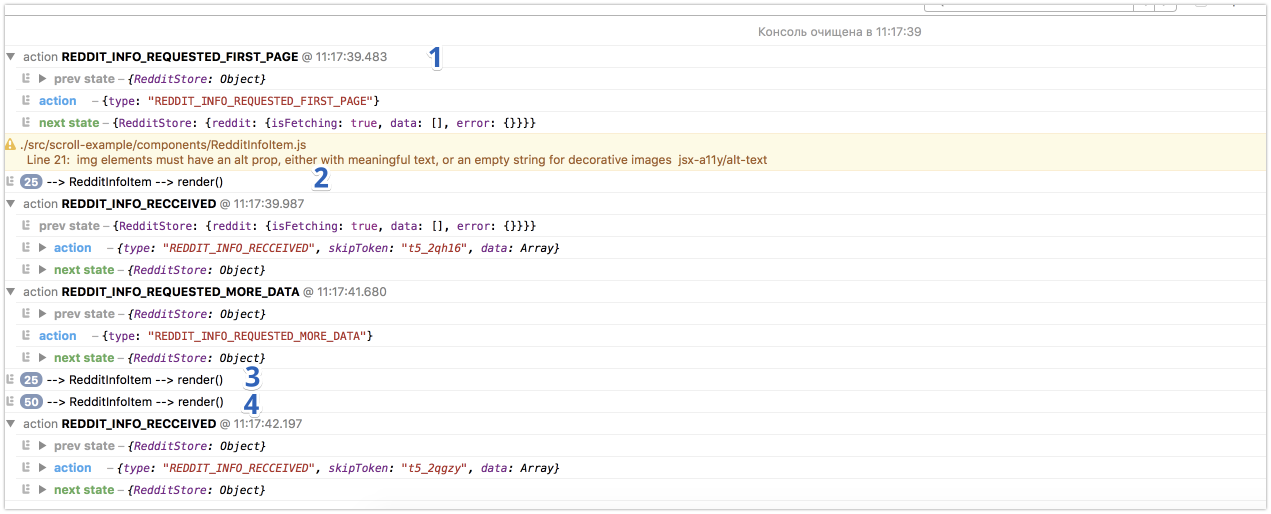 Консоль очищена в 11:17:39
action REDDIT_INFO_REQUESTED_FIRST_PAGE @ 11:17:39.483 1
prev state – {RedditStore: Object}
action – {type: "REDDIT_INFO_REQUESTED_FIRST_PAGE"}
next state – {RedditStore: {reddit: {isFetching: true, data: [], error: {}}}}
./src/scroll-example/components/RedditInfoItem.js
Line 21: img elements must have an alt prop, either with meaningful text, or an empty string for decorative images jsx-a11y/alt-text
25 --> RedditInfoItem --> render() 2
action REDDIT_INFO_RECCEIVED @ 11:17:39.987
prev state – {RedditStore: {reddit: {isFetching: true, data: [], error: {}}}}
action – {type: "REDDIT_INFO_RECCEIVED", skipToken: "t5_2qh16", data: Array}
next state – {RedditStore: Object}
action REDDIT_INFO_REQUESTED_MORE_DATA @ 11:17:41.680
prev state – {RedditStore: Object}
action – {type: "REDDIT_INFO_REQUESTED_MORE_DATA"}
next state – {RedditStore: Object}
25 --> RedditInfoItem --> render() 3
50 --> RedditInfoItem --> render() 4
action REDDIT_INFO_RECCEIVED @ 11:17:42.197
prev state – {RedditStore: Object}
action – {type: "REDDIT_INFO_RECCEIVED", skipToken: "t5_2qgzy", data: Array}
next state – {RedditStore: Object}